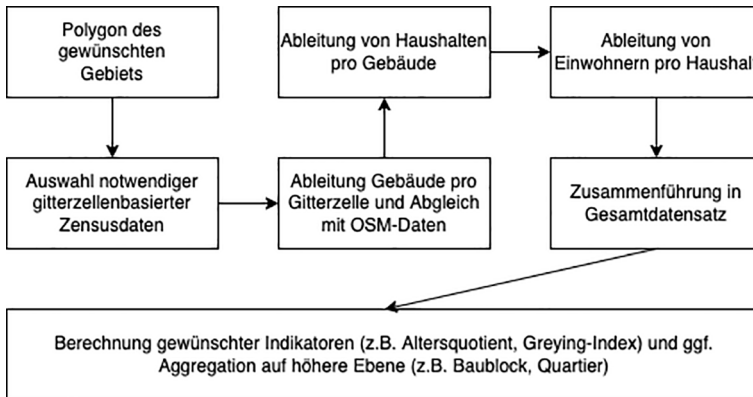 Polygon des
gewünschten
Gebiets
Auswahl notwendiger
gitterzellenbasierter
Zensusdaten
Ableitung Gebäude pro
Gitterzelle und Abgleich
mit OSM-Daten
Ableitung von Haushalten
pro Gebäude
Ableitung von
Einwohnern pro Haushalt
Zusammenführung in
Gesamtdatensatz
Berechnung gewünschter Indikatoren (z.B. Altersquotient, Greying-Index) und ggf.
Aggregation auf höhere Ebene (z.B. Baublock, Quartier)